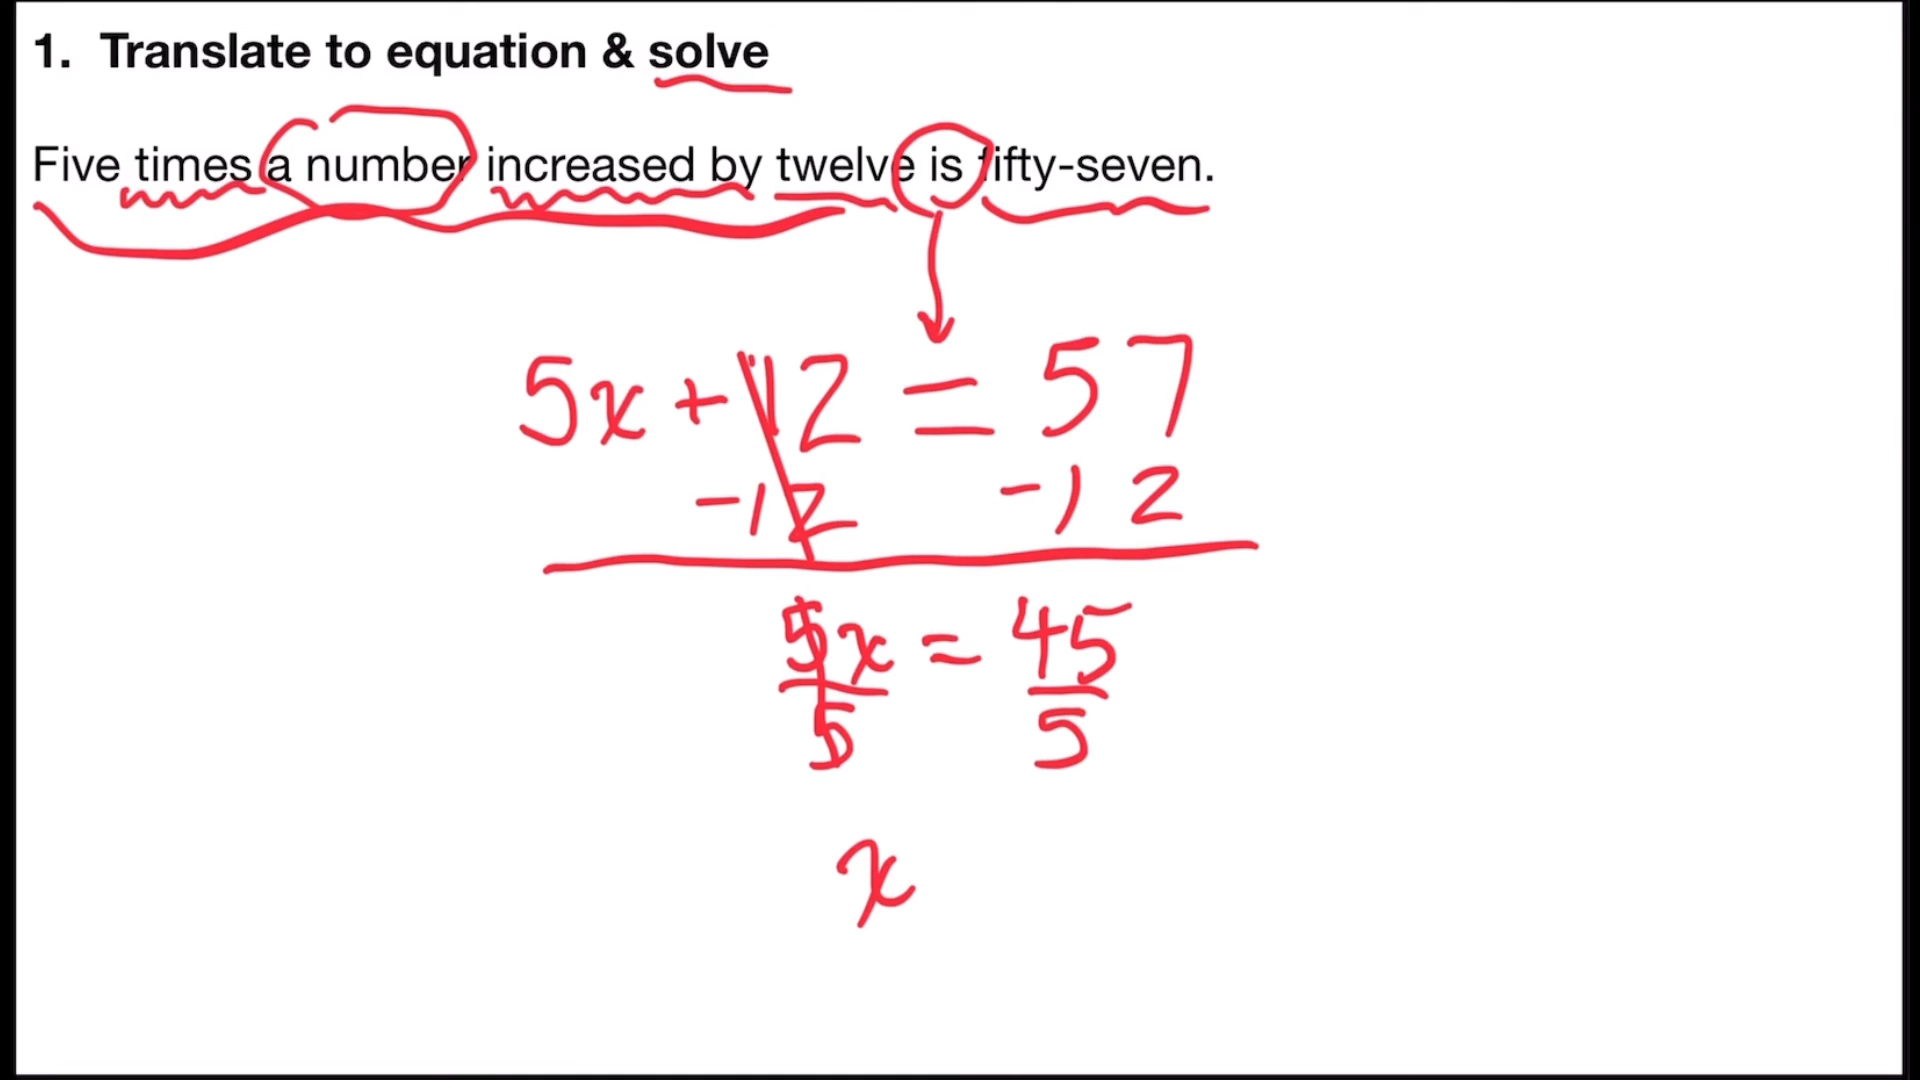 1. Translate to equation & solve
Five times a number increased by twelve is fifty-seven.
5x + 12 = 57
-12 -12
5x = 45
5 5
x